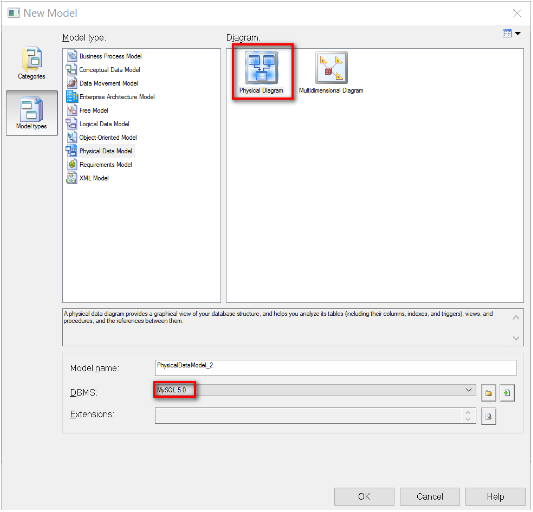 New Model
Model type:
Diagram:
Categories
Model types
Business Process Model
Conceptual Data Model
Data Movement Model
Enterprise Architecture Model
Free Model
Logical Data Model
Object-Oriented Model
Physical Data Model
Requirements Model
XML Model
Physical Diagram
Multidimensional Diagram
A physical data diagram provides a graphical view of your database structure, and helps you analyze its tables (including their columns, indexes, and triggers), views, and
procedures, and the references between them.
Model name:
PhysicalDataModel_2
DBMS:
MySQL 5.0
Extensions:
OK
Cancel
Help